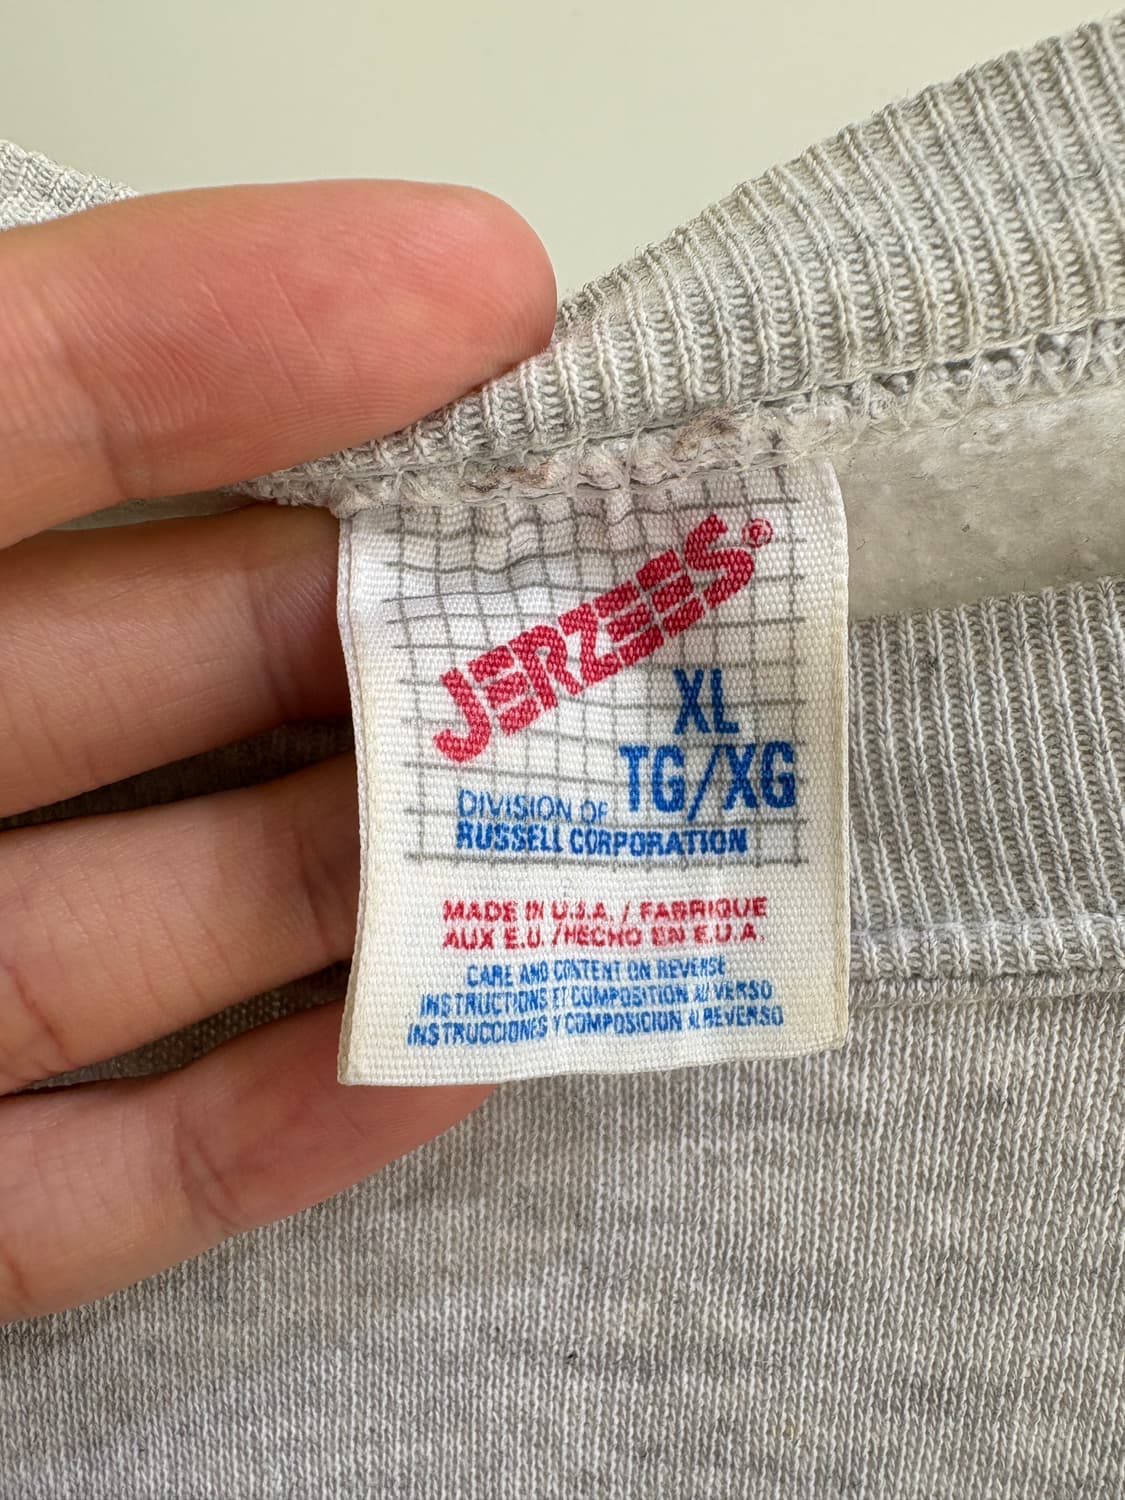 JERZEES®
XL
TG/XG
DIVISION OF
RUSSELL CORPORATION
MADE IN U.S.A. / FABRIQUE
AUX E.U. /HECHO EN E.U.A.
CARE AND CONTENT ON REVERSE
INSTRUCTIONS ET COMPOSITION AU VERSO
INSTRUCCIONES Y COMPOSICION AL REVERSO